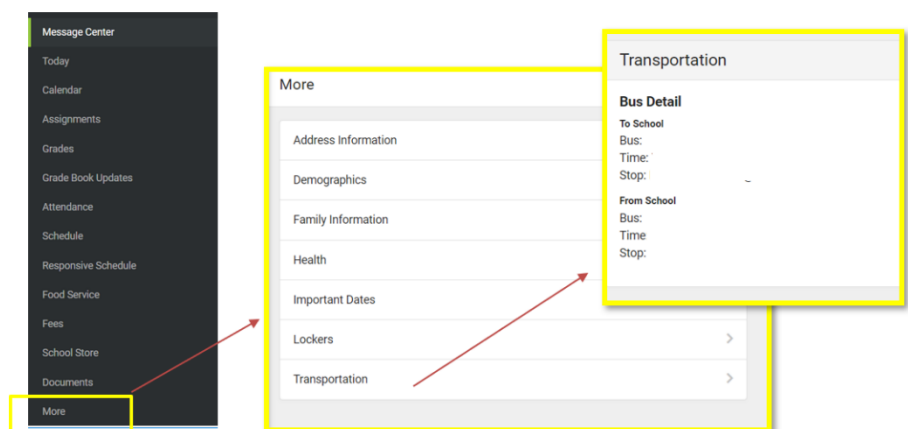 Message Center
Today
Calendar
Assignments
Grades
Grade Book Updates
Attendance
Schedule
Responsive Schedule
Food Service
Fees
School Store
Documents
More
More
Address Information
Demographics
Family Information
Health
Important Dates
Lockers
Transportation
Transportation
Bus Detail
To School
Bus:
Time:
Stop:
From School
Bus:
Time
Stop: